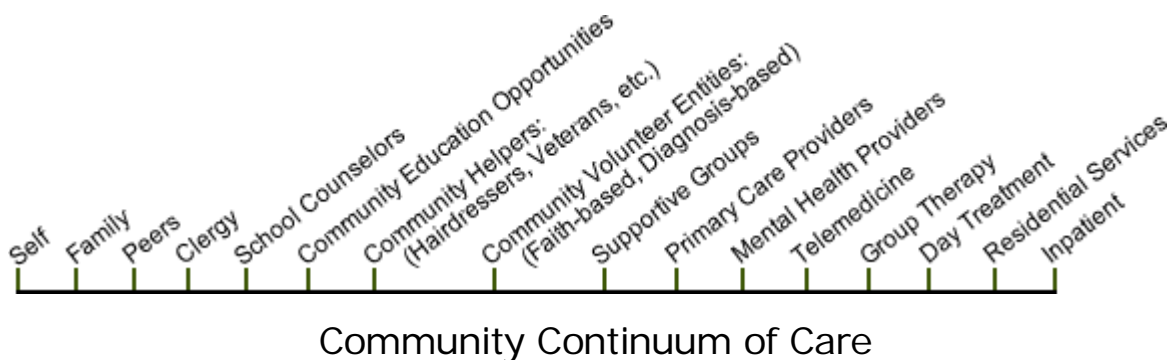 Self
Family
Peers
Clergy
School Counselors
Community Education Opportunities
Community Helpers:
(Hairdressers, Veterans, etc.)
Community Volunteer Entities:
(Faith-based, Diagnosis-based)
Supportive Groups
Primary Care Providers
Mental Health Providers
Telemedicine
Group Therapy
Day Treatment
Residential Services
Inpatient
Community Continuum of Care